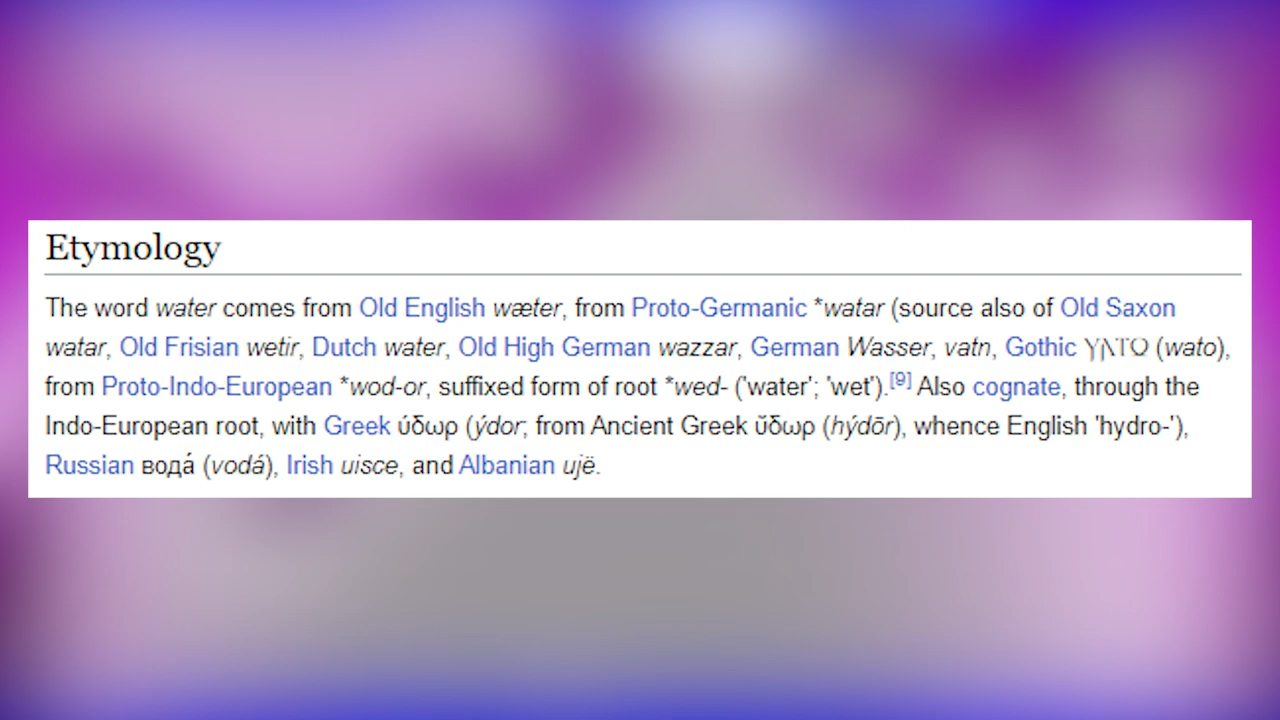 Etymology
The word water comes from Old English wæter, from Proto-Germanic *watar (source also of Old Saxon
watar, Old Frisian wetir, Dutch water, Old High German wazzar, German Wasser, vatn, Gothic 𐍅𐌰𐍄𐍉 (wato),
from Proto-Indo-European *wod-or, suffixed form of root *wed- ('water'; 'wet').[9] Also cognate, through the
Indo-European root, with Greek ύδωρ (ýdor; from Ancient Greek ὕδωρ (hýdōr), whence English 'hydro-'),
Russian вода́ (vodá), Irish uisce, and Albanian ujë.